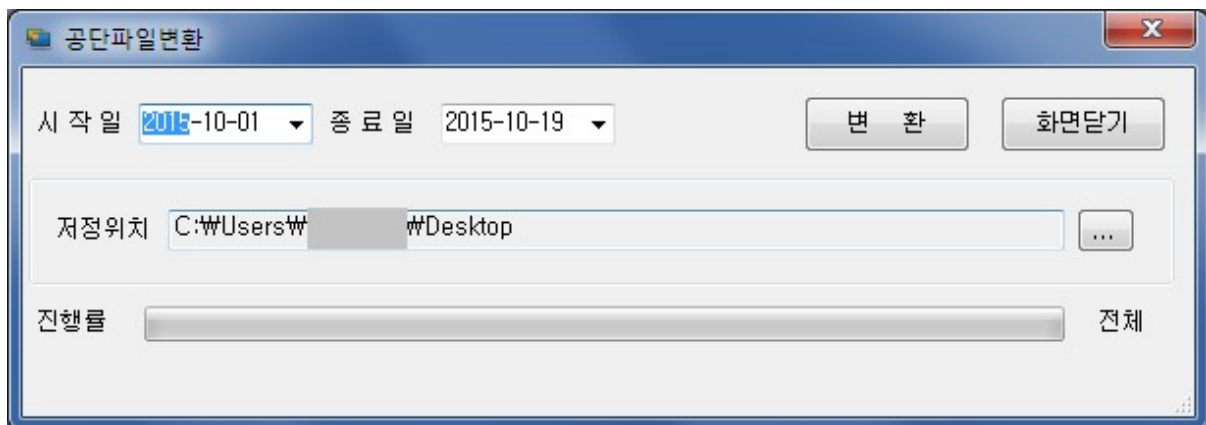 공단파일변환
시 작 일 2015-10-01 종 료 일 2015-10-19 변 환 화면닫기
저정위치 C:₩Users₩ ₩Desktop ...
진행률 전체